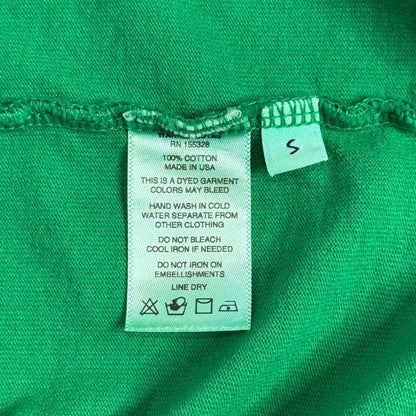 RN 155328
100% COTTON
MADE IN USA
THIS IS A DYED GARMENT
COLORS MAY BLEED
HAND WASH IN COLD
WATER SEPARATE FROM
OTHER CLOTHING
DO NOT BLEACH
COOL IRON IF NEEDED
DO NOT IRON ON
EMBELLISHMENTS
LINE DRY
S